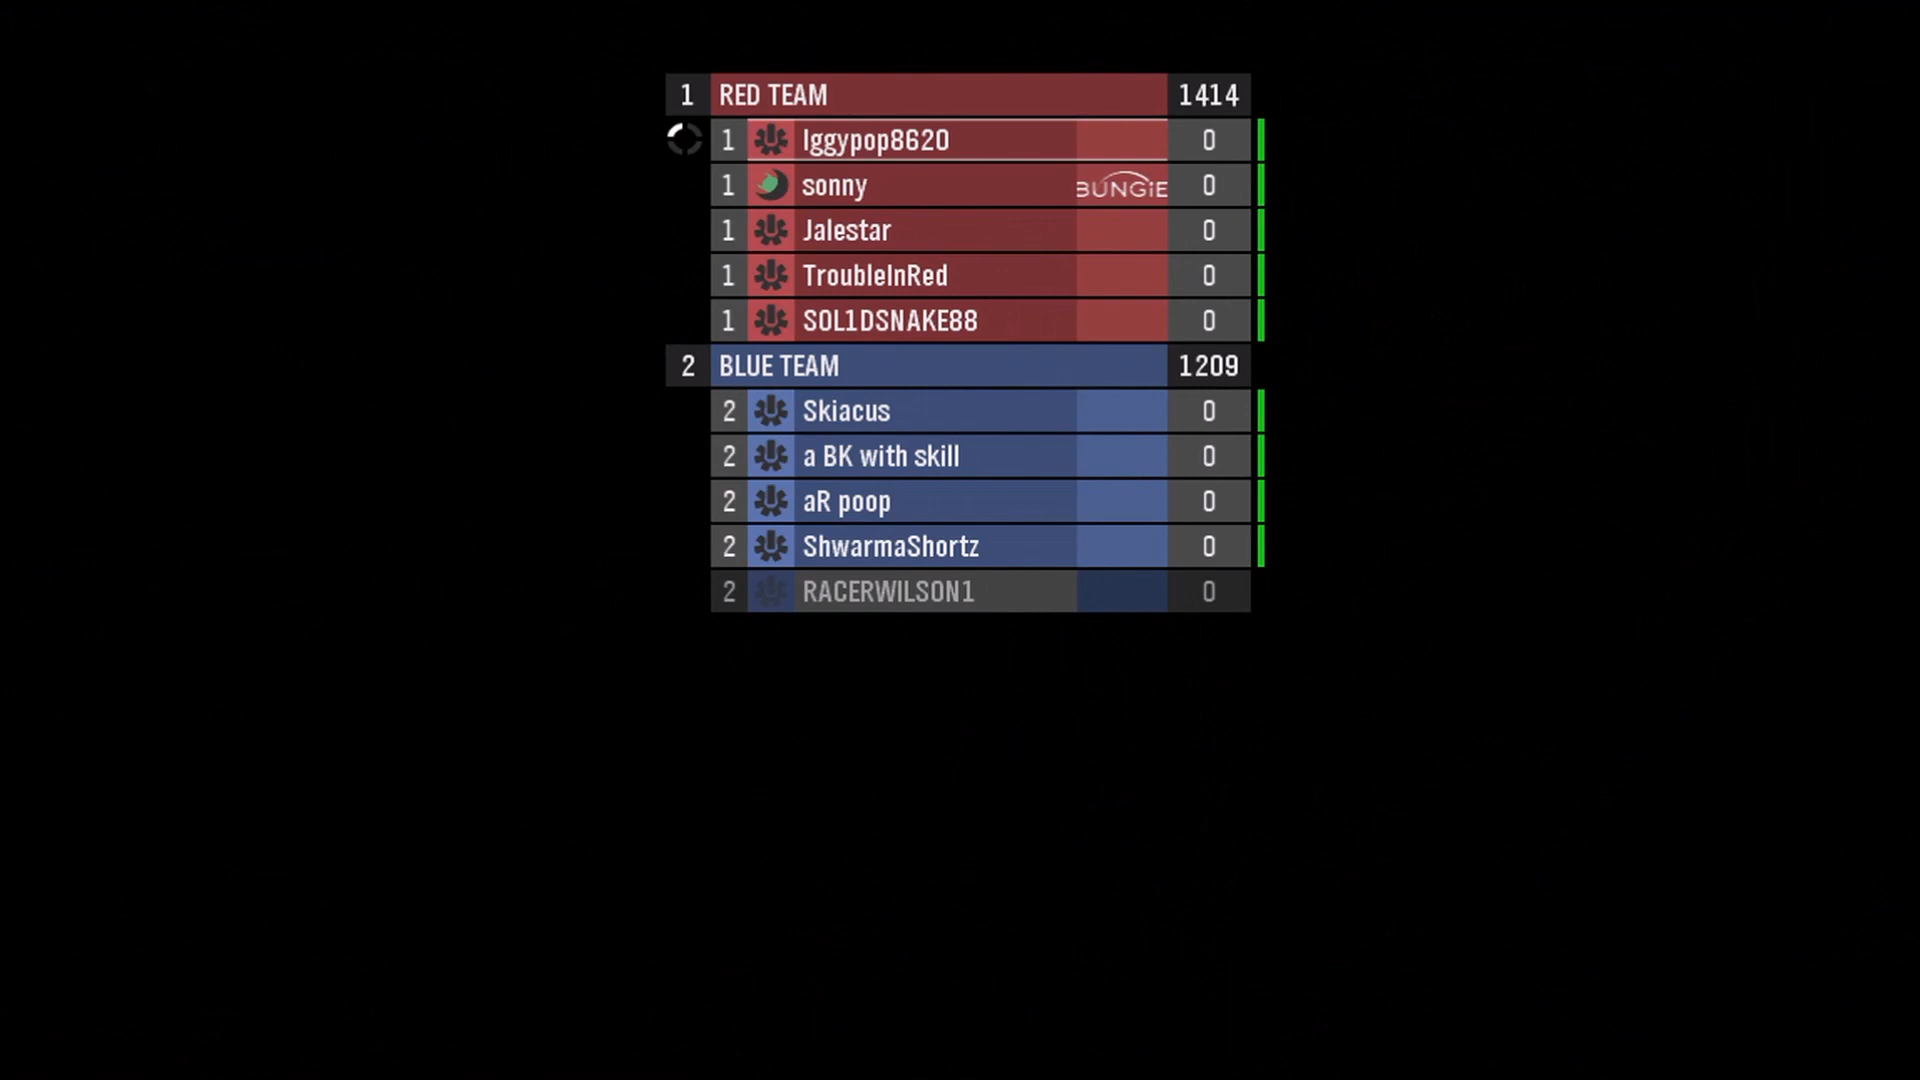 1 RED TEAM 1414
1 Iggypop8620 0
1 sonny BUNGiE 0
1 Jalestar 0
1 TroubleInRed 0
1 SOL1DSNAKE88 0
2 BLUE TEAM 1209
2 Skiacus 0
2 a BK with skill 0
2 aR poop 0
2 ShwarmaShortz 0
2 RACERWILSON1 0